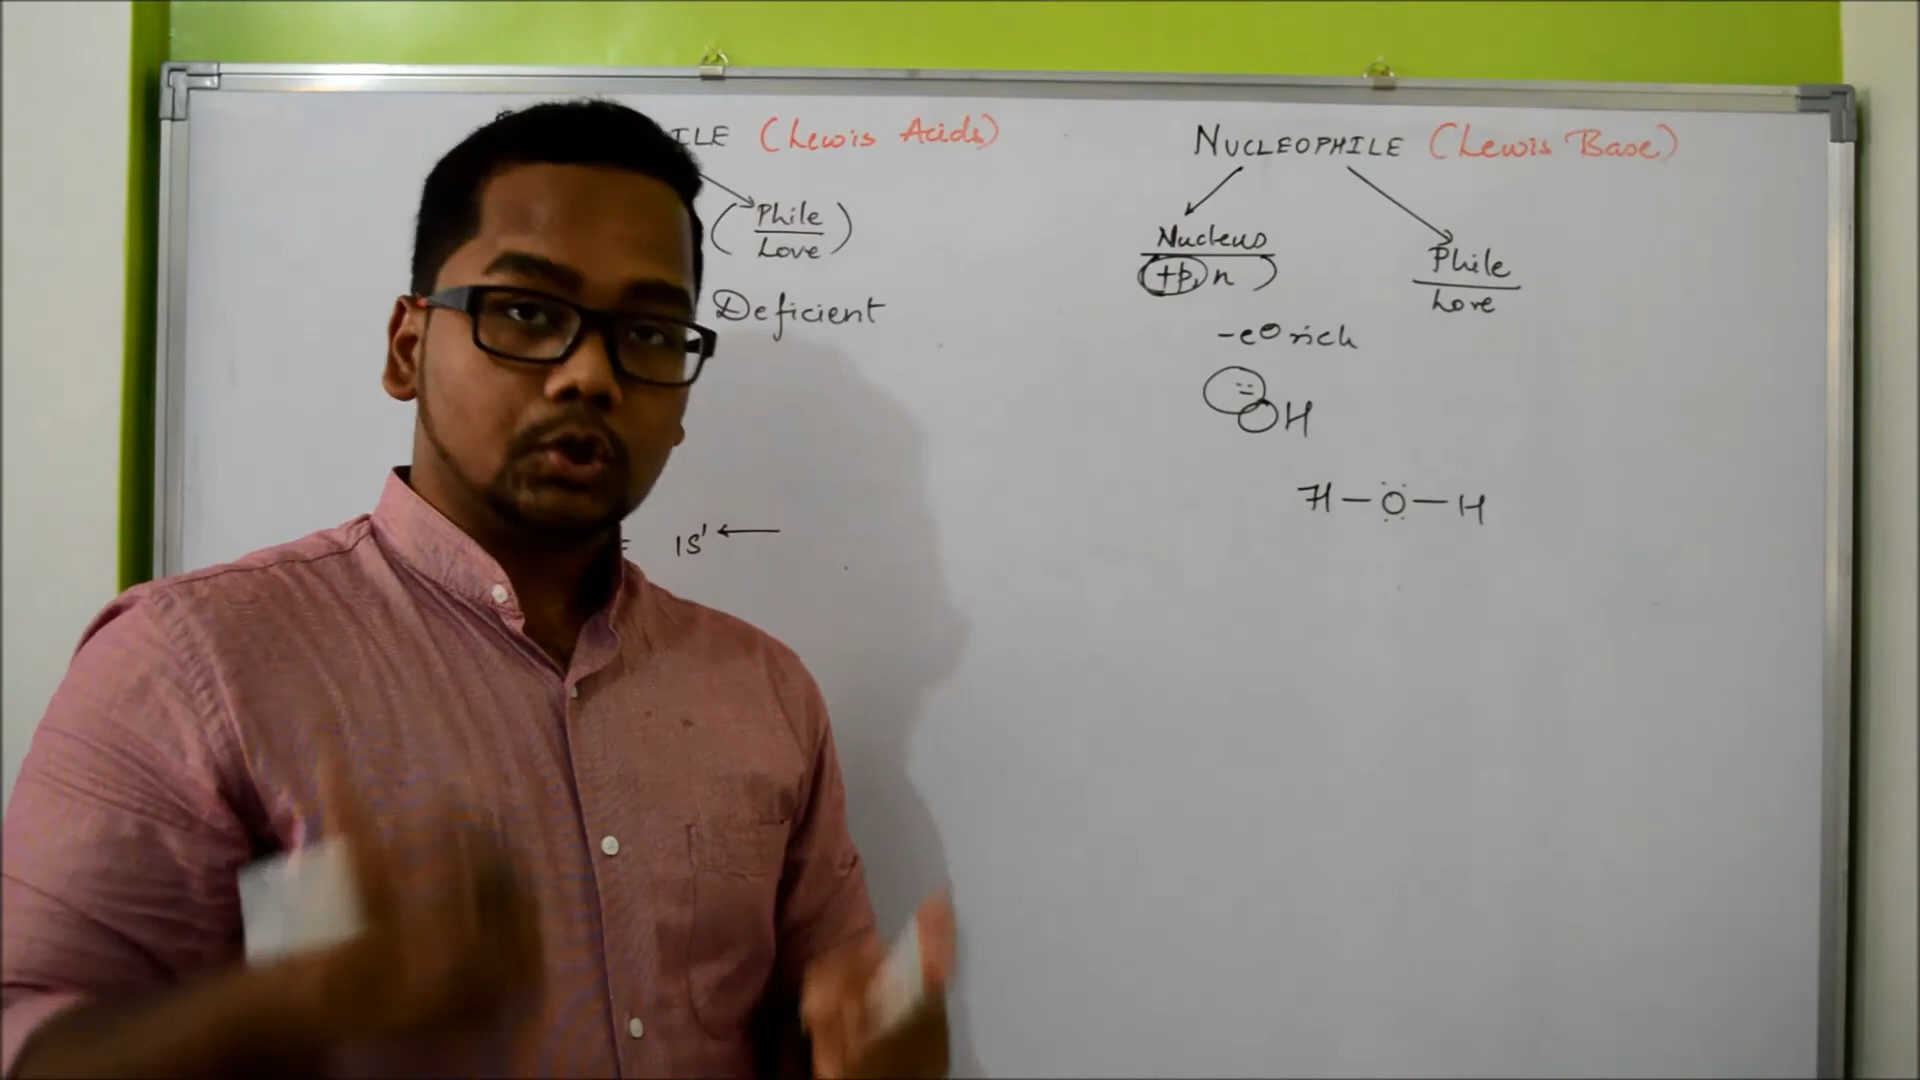 ILE (Lewis Acids)
(Phile
Love)
Deficient
1s' ←
NUCLEOPHILE (Lewis Base)
Nucleus
(+p, n)
Phile
Love
-e⊖ rich
OH
H — O — H